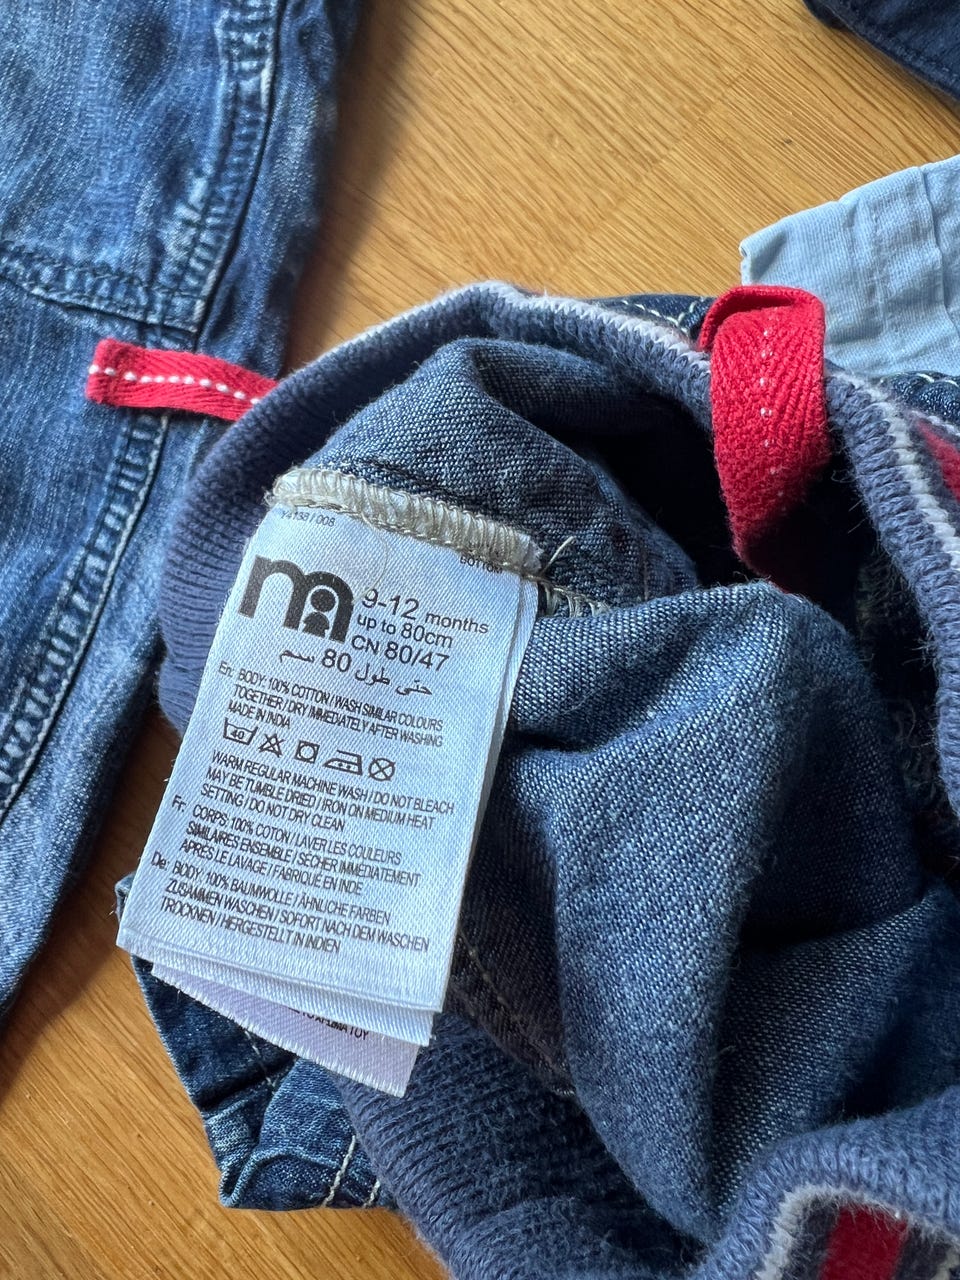 BOTTOM
9-12 months
up to 80cm
CN 80/47
حتى طول 80 سم
En: BODY: 100% COTTON / WASH SIMILAR COLOURS
TOGETHER / DRY IMMEDIATELY AFTER WASHING
MADE IN INDIA
40
WARM REGULAR MACHINE WASH / DO NOT BLEACH
MAY BE TUMBLE DRIED / IRON ON MEDIUM HEAT
SETTING / DO NOT DRY CLEAN
Fr: CORPS: 100% COTON / LAVER LES COULEURS
SIMILAIRES ENSEMBLE / SÉCHER IMMÉDIATEMENT
APRÈS LE LAVAGE / FABRIQUÉ EN INDE
De: BODY: 100% BAUMWOLLE / ÄHNLICHE FARBEN
ZUSAMMEN WASCHEN / SOFORT NACH DEM WASCHEN
TROCKNEN / HERGESTELLT IN INDIEN